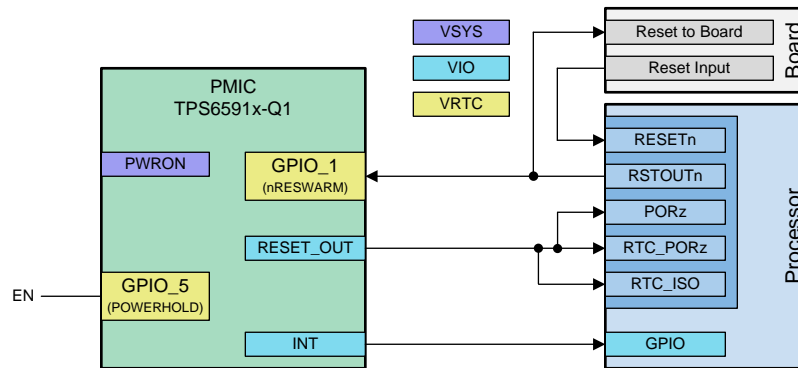 VSYS
VIO
VRTC
PMIC
TPS6591x-Q1
PWRON
GPIO_1
(nRESWARM)
RESET_OUT
EN
GPIO_5
(POWERHOLD)
INT
Reset to Board
Reset Input
Board
RESETn
RSTOUTn
PORz
RTC_PORz
RTC_ISO
GPIO
Processor